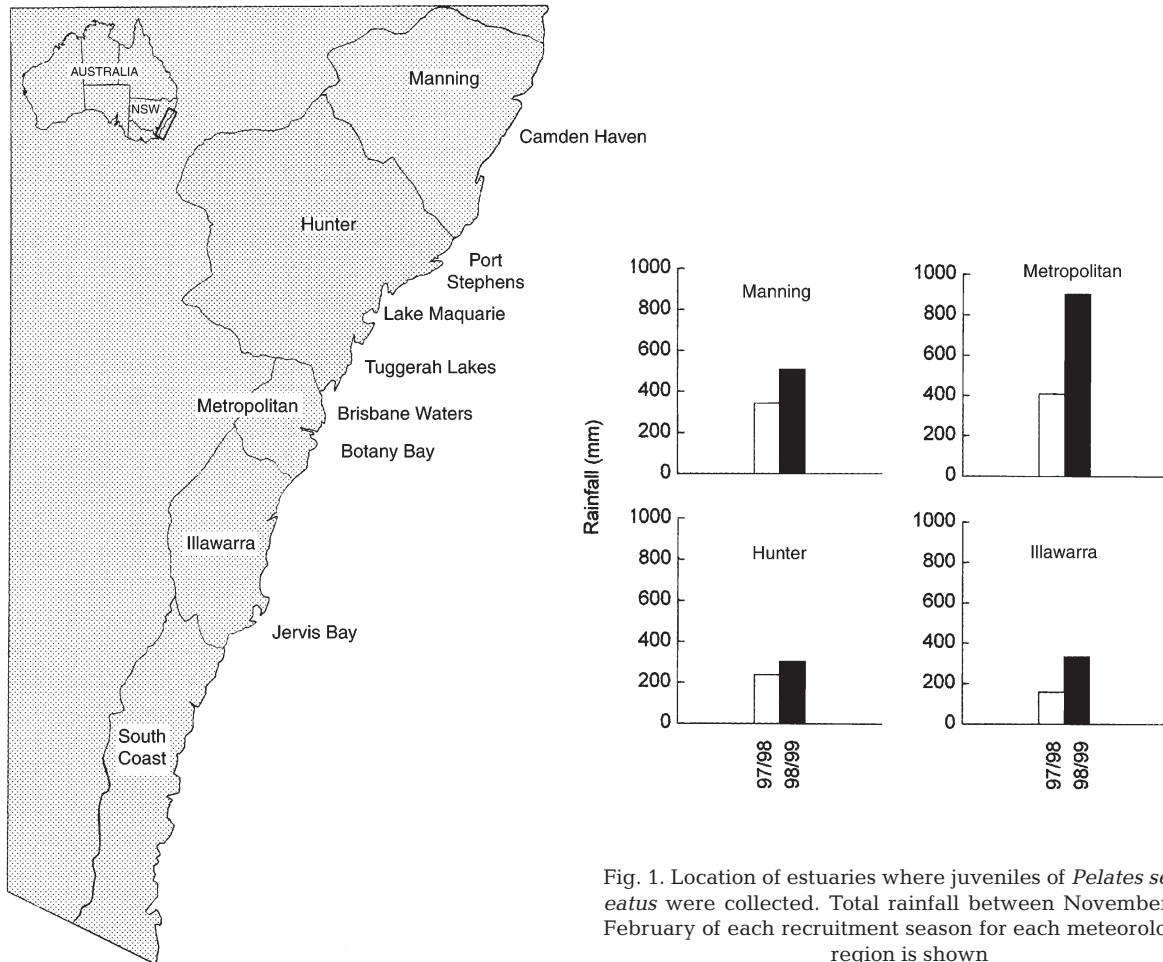 AUSTRALIA
NSW
Manning
Camden Haven
Hunter
Port
Stephens
Lake Maquarie
Tuggerah Lakes
Metropolitan
Brisbane Waters
Botany Bay
Illawarra
Jervis Bay
South
Coast
Rainfall (mm)
1000
800
600
400
200
0
Manning
1000
800
600
400
200
0
Metropolitan
1000
800
600
400
200
0
Hunter
97/98
98/99
1000
800
600
400
200
0
Illawarra
97/98
98/99
Fig. 1. Location of estuaries where juveniles of Pelates
eatus were collected. Total rainfall between November
February of each recruitment season for each
region is shown